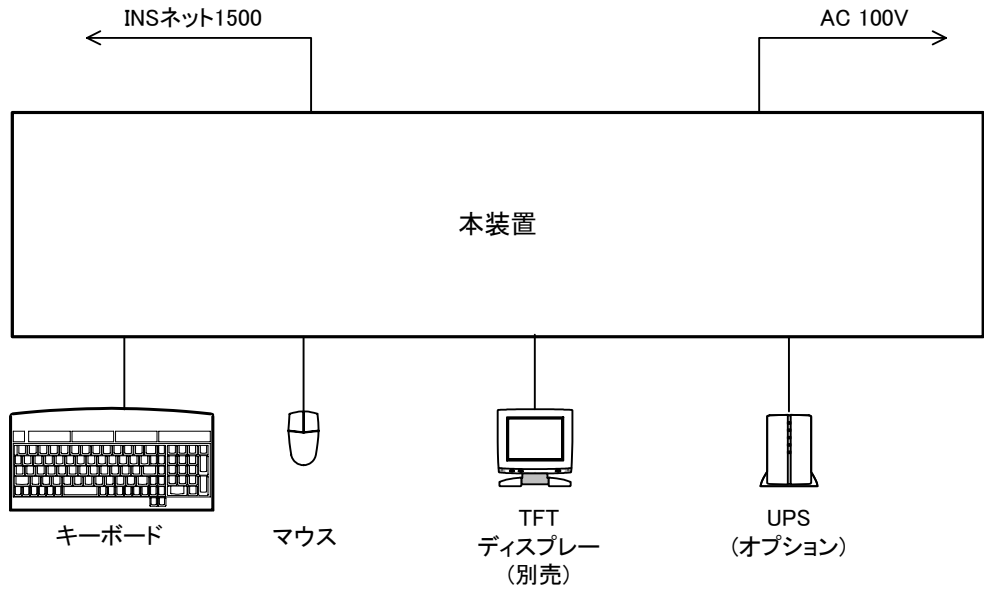 INSネット1500
AC 100V
本装置
キーボード
マウス
TFT
ディスプレー
(別売)
UPS
(オプション)